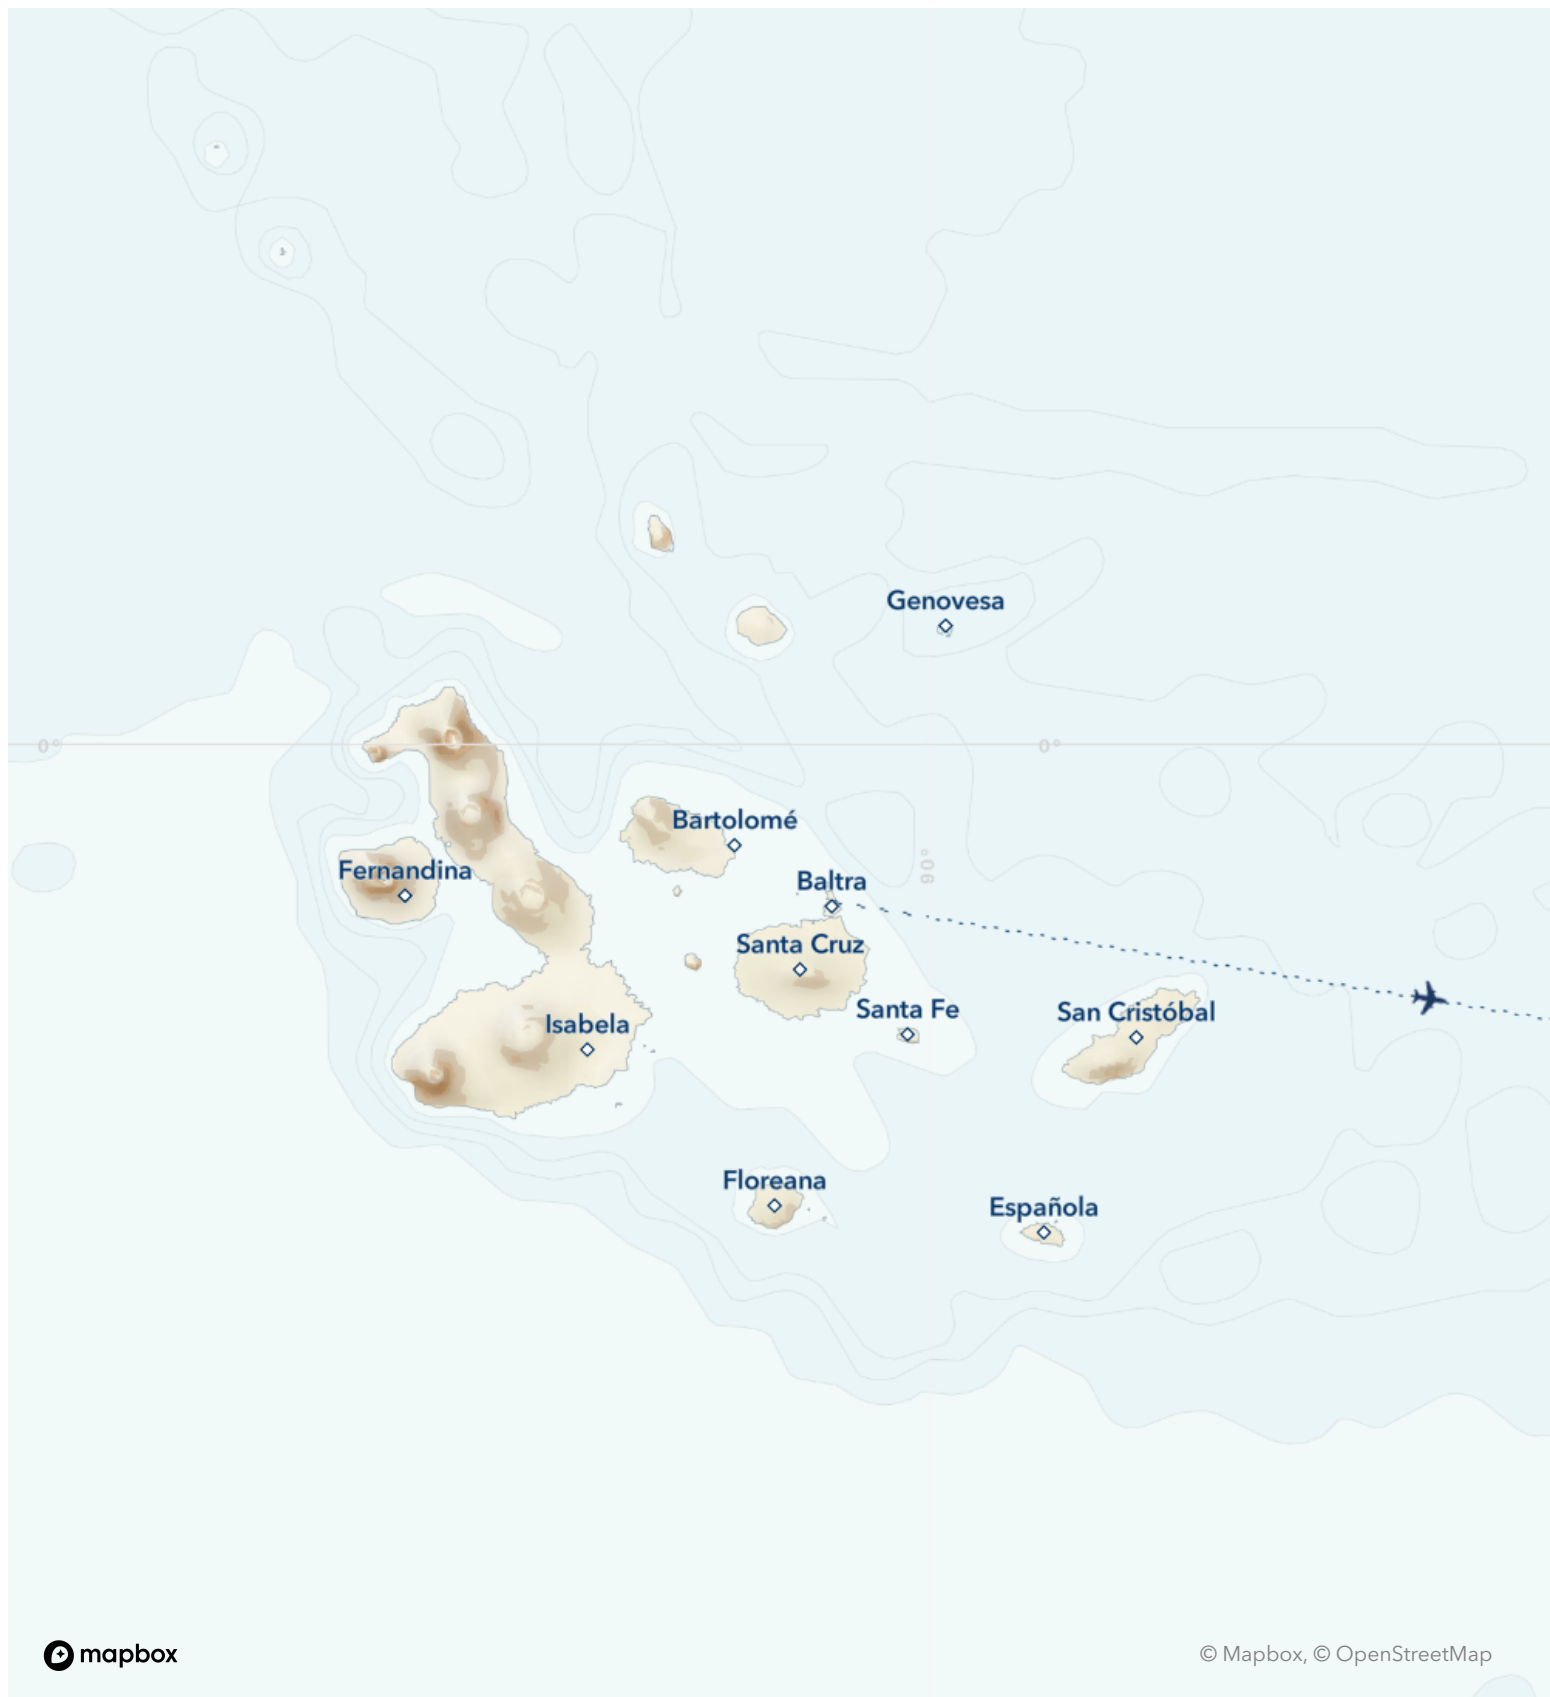 Genovesa
0°
0°
Bartolomé
Fernandina
90°
Baltra
Santa Cruz
Santa Fe
San Cristóbal
Isabela
Floreana
Española
mapbox
© Mapbox, © OpenStreetMap